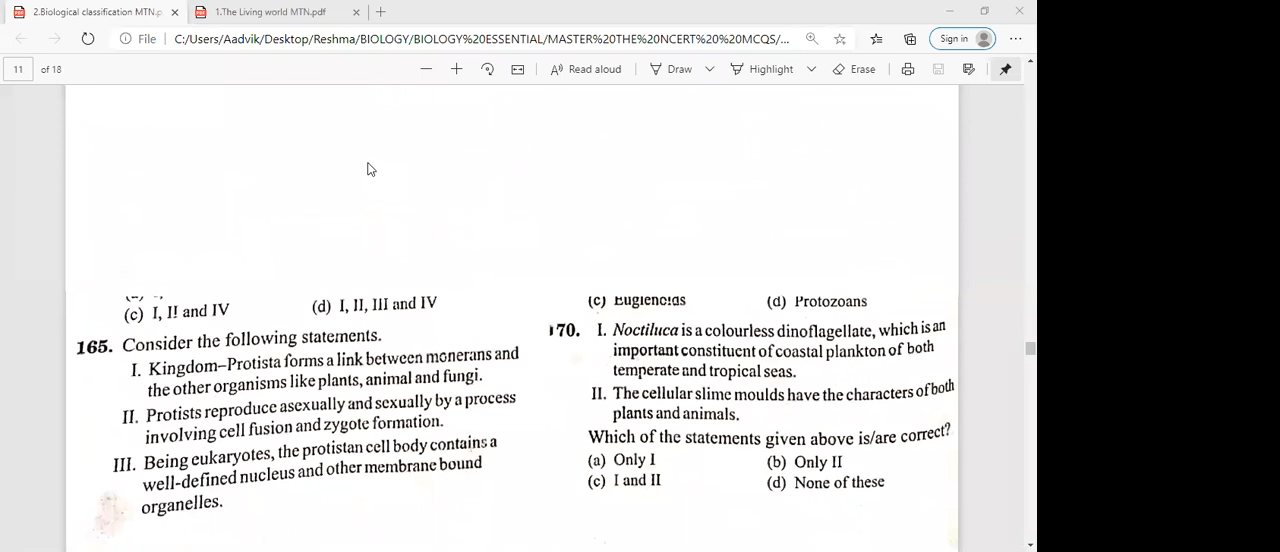 2.Biological classification MTN.p
1.The Living world MTN.pdf
File
C:/Users/Aadvik/Desktop/Reshma/BIOLOGY/BIOLOGY%20ESSENTIAL/MASTER%20THE%20NCERT%20%20MCQS/...
Sign in
11 of 18
Read aloud
Draw
Highlight
Erase
(c) I, II and IV (d) I, II, III and IV
165. Consider the following statements.
I. Kingdom–Protista forms a link between monerans and
the other organisms like plants, animal and fungi.
II. Protists reproduce asexually and sexually by a process
involving cell fusion and zygote formation.
III. Being eukaryotes, the protistan cell body contains a
well-defined nucleus and other membrane bound
organelles.
(c) Euglenoids (d) Protozoans
170. I. Noctiluca is a colourless dinoflagellate, which is an
important constituent of coastal plankton of both
temperate and tropical seas.
II. The cellular slime moulds have the characters of both
plants and animals.
Which of the statements given above is/are correct?
(a) Only I (b) Only II
(c) I and II (d) None of these